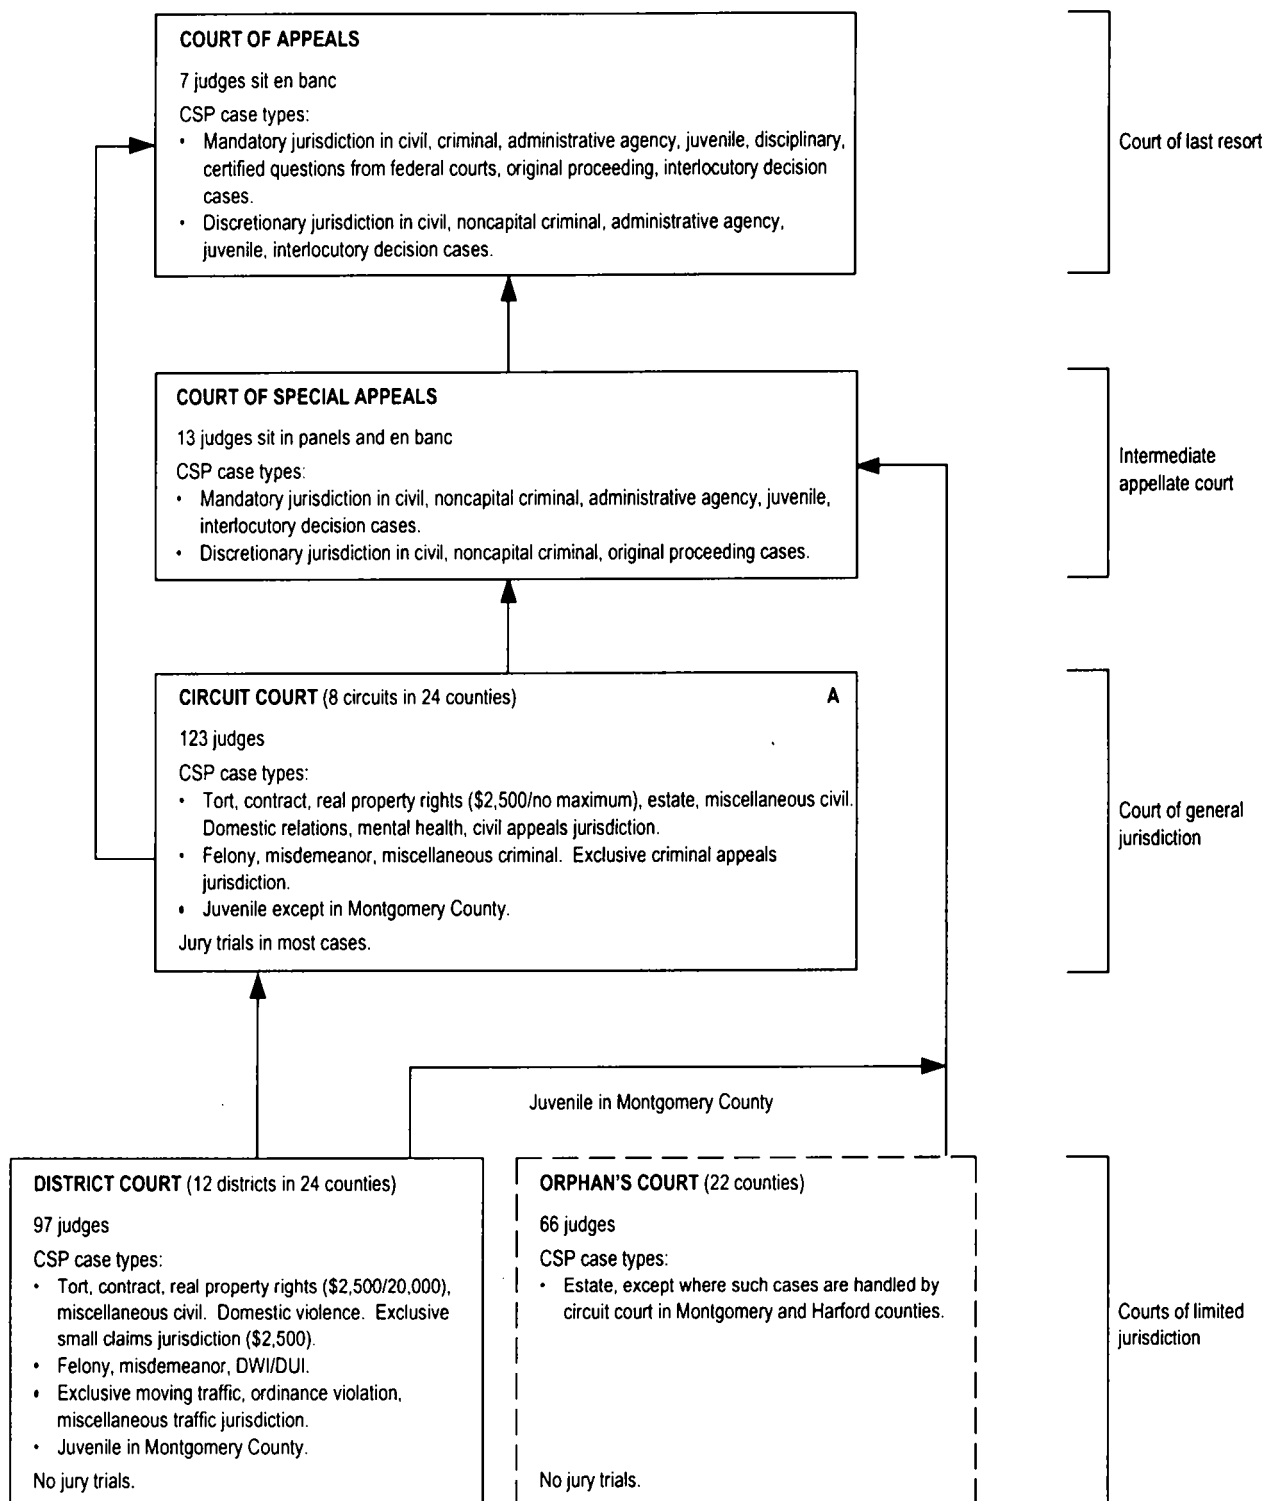 COURT OF APPEALS
7 judges sit en banc
CSP case types:
• Mandatory jurisdiction in civil, criminal, administrative agency, juvenile, disciplinary,
certified questions from federal courts, original proceeding, interlocutory decision
cases.
• Discretionary jurisdiction in civil, noncapital criminal, administrative agency,
juvenile, interlocutory decision cases.
Court of last resort
COURT OF SPECIAL APPEALS
13 judges sit in panels and en banc
CSP case types:
• Mandatory jurisdiction in civil, noncapital criminal, administrative agency, juvenile,
interlocutory decision cases.
• Discretionary jurisdiction in civil, noncapital criminal, original proceeding cases.
Intermediate
appellate court
CIRCUIT COURT (8 circuits in 24 counties) A
123 judges
CSP case types:
• Tort, contract, real property rights ($2,500/no maximum), estate, miscellaneous civil.
Domestic relations, mental health, civil appeals jurisdiction.
• Felony, misdemeanor, miscellaneous criminal. Exclusive criminal appeals
jurisdiction.
• Juvenile except in Montgomery County.
Jury trials in most cases.
Court of general
jurisdiction
Juvenile in Montgomery County
DISTRICT COURT (12 districts in 24 counties)
97 judges
CSP case types:
• Tort, contract, real property rights ($2,500/20,000),
miscellaneous civil. Domestic violence. Exclusive
small claims jurisdiction ($2,500).
• Felony, misdemeanor, DWI/DUI.
• Exclusive moving traffic, ordinance violation,
miscellaneous traffic jurisdiction.
• Juvenile in Montgomery County.
No jury trials.
ORPHAN'S COURT (22 counties)
66 judges
CSP case types:
• Estate, except where such cases are handled by
circuit court in Montgomery and Harford counties.
No jury trials.
Courts of limited
jurisdiction